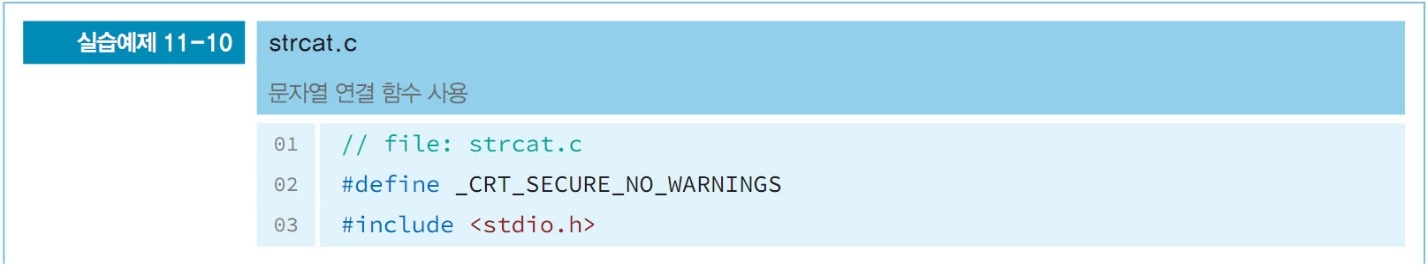 실습예제 11-10
strcat.c
문자열 연결 함수 사용
01 // file: strcat.c
02 #define _CRT_SECURE_NO_WARNINGS
03 #include <stdio.h>